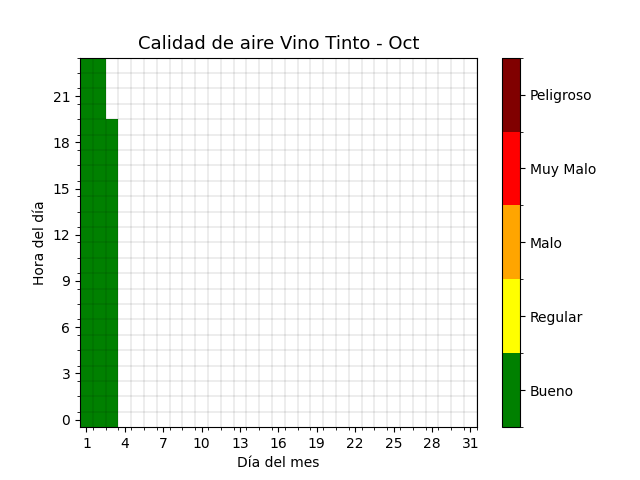 Calidad de aire Vino Tinto - Oct
Hora del día
21
18
15
12
9
6
3
0
1 4 7 10 13 16 19 22 25 28 31
Día del mes
Peligroso
Muy Malo
Malo
Regular
Bueno